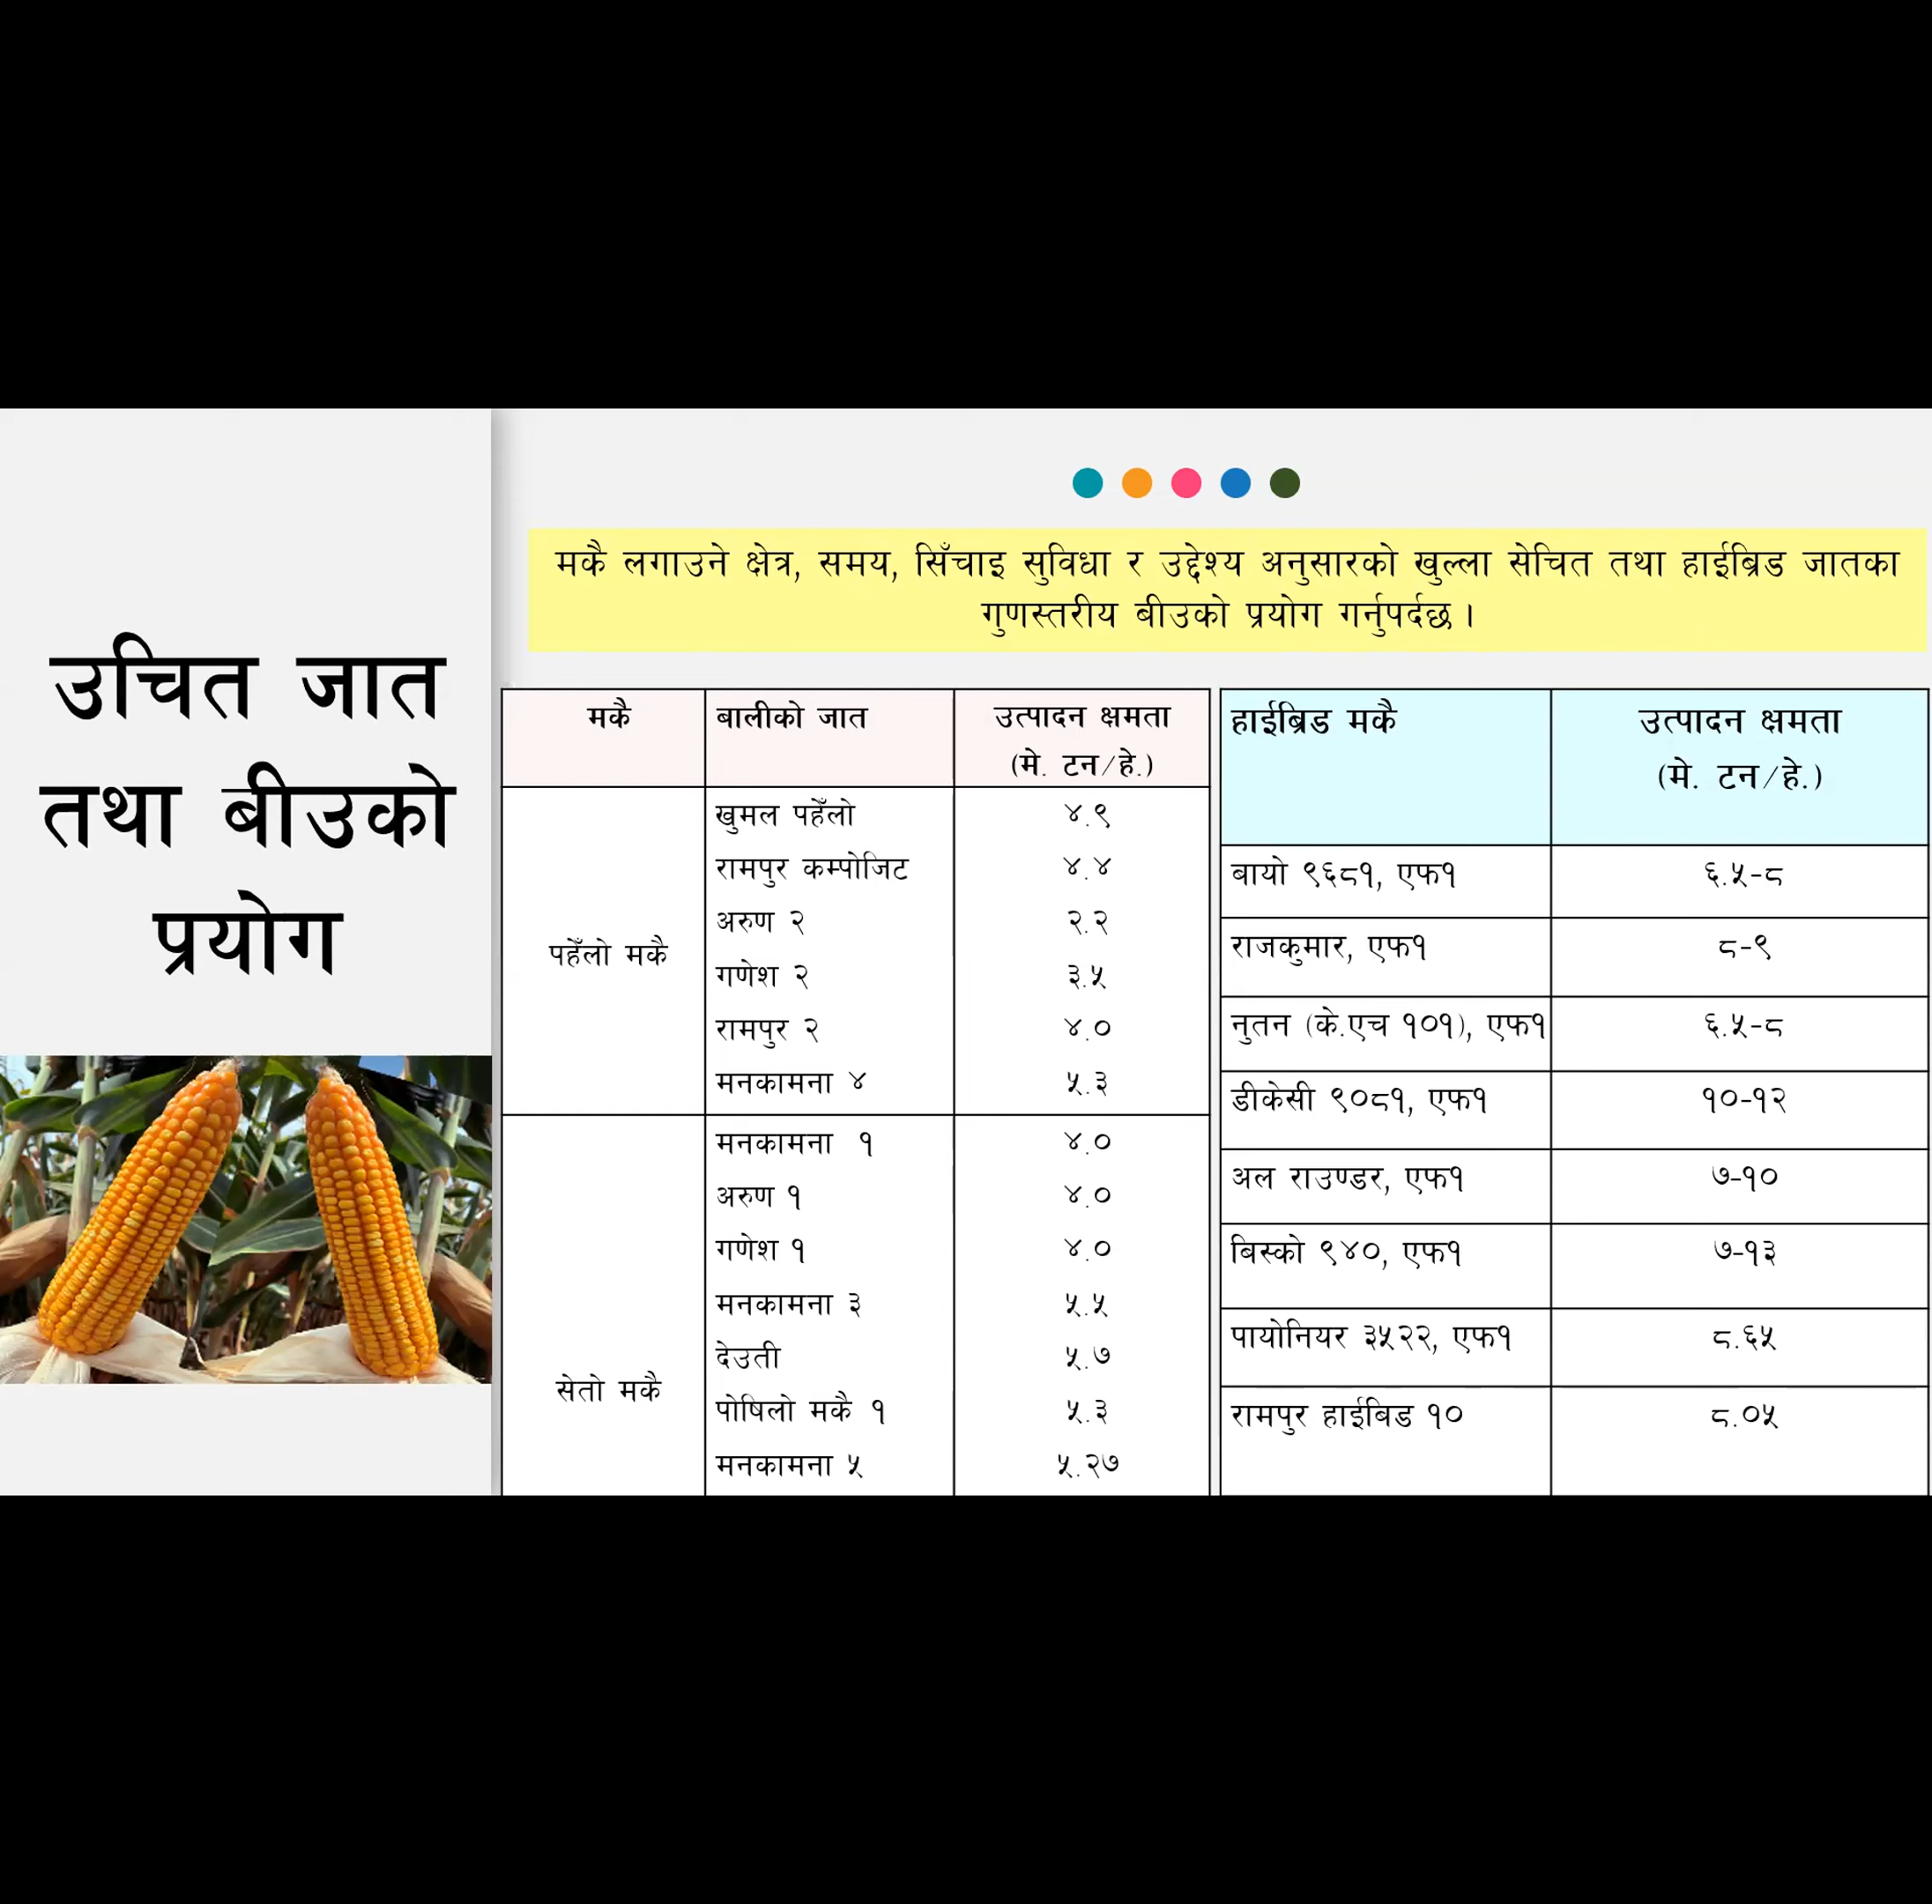 उचित जात
तथा बीउको
प्रयोग
मकै लगाउने क्षेत्र, समय, सिँचाइ सुविधा र उद्देश्य अनुसारको खुल्ला सेचित तथा हाईब्रिड जातका
गुणस्तरीय बीउको प्रयोग गर्नुपर्दछ ।
मकै बालीको जात उत्पादन क्षमता
(मे. टन/हे.)
पहेँलो मकै
खुमल पहेँलो ४.९
रामपुर कम्पोजिट ४.४
अरुण २ २.२
गणेश २ ३.५
रामपुर २ ४.०
मनकामना ४ ५.३
सेतो मकै
मनकामना १ ४.०
अरुण १ ४.०
गणेश १ ४.०
मनकामना ३ ५.५
देउती ५.७
पोषिलो मकै १ ५.३
मनकामना ५ ५.२७
हाईब्रिड मकै उत्पादन क्षमता
(मे. टन/हे.)
बायो ९६८१, एफ१ ६.५-८
राजकुमार, एफ१ ८-९
नुतन (के.एच १०१), एफ१ ६.५-८
डीकेसी ९०८१, एफ१ १०-१२
अल राउण्डर, एफ१ ७-१०
बिस्को ९४०, एफ१ ७-१३
पायोनियर ३५२२, एफ१ ८.६५
रामपुर हाईबिड १० ८.०५